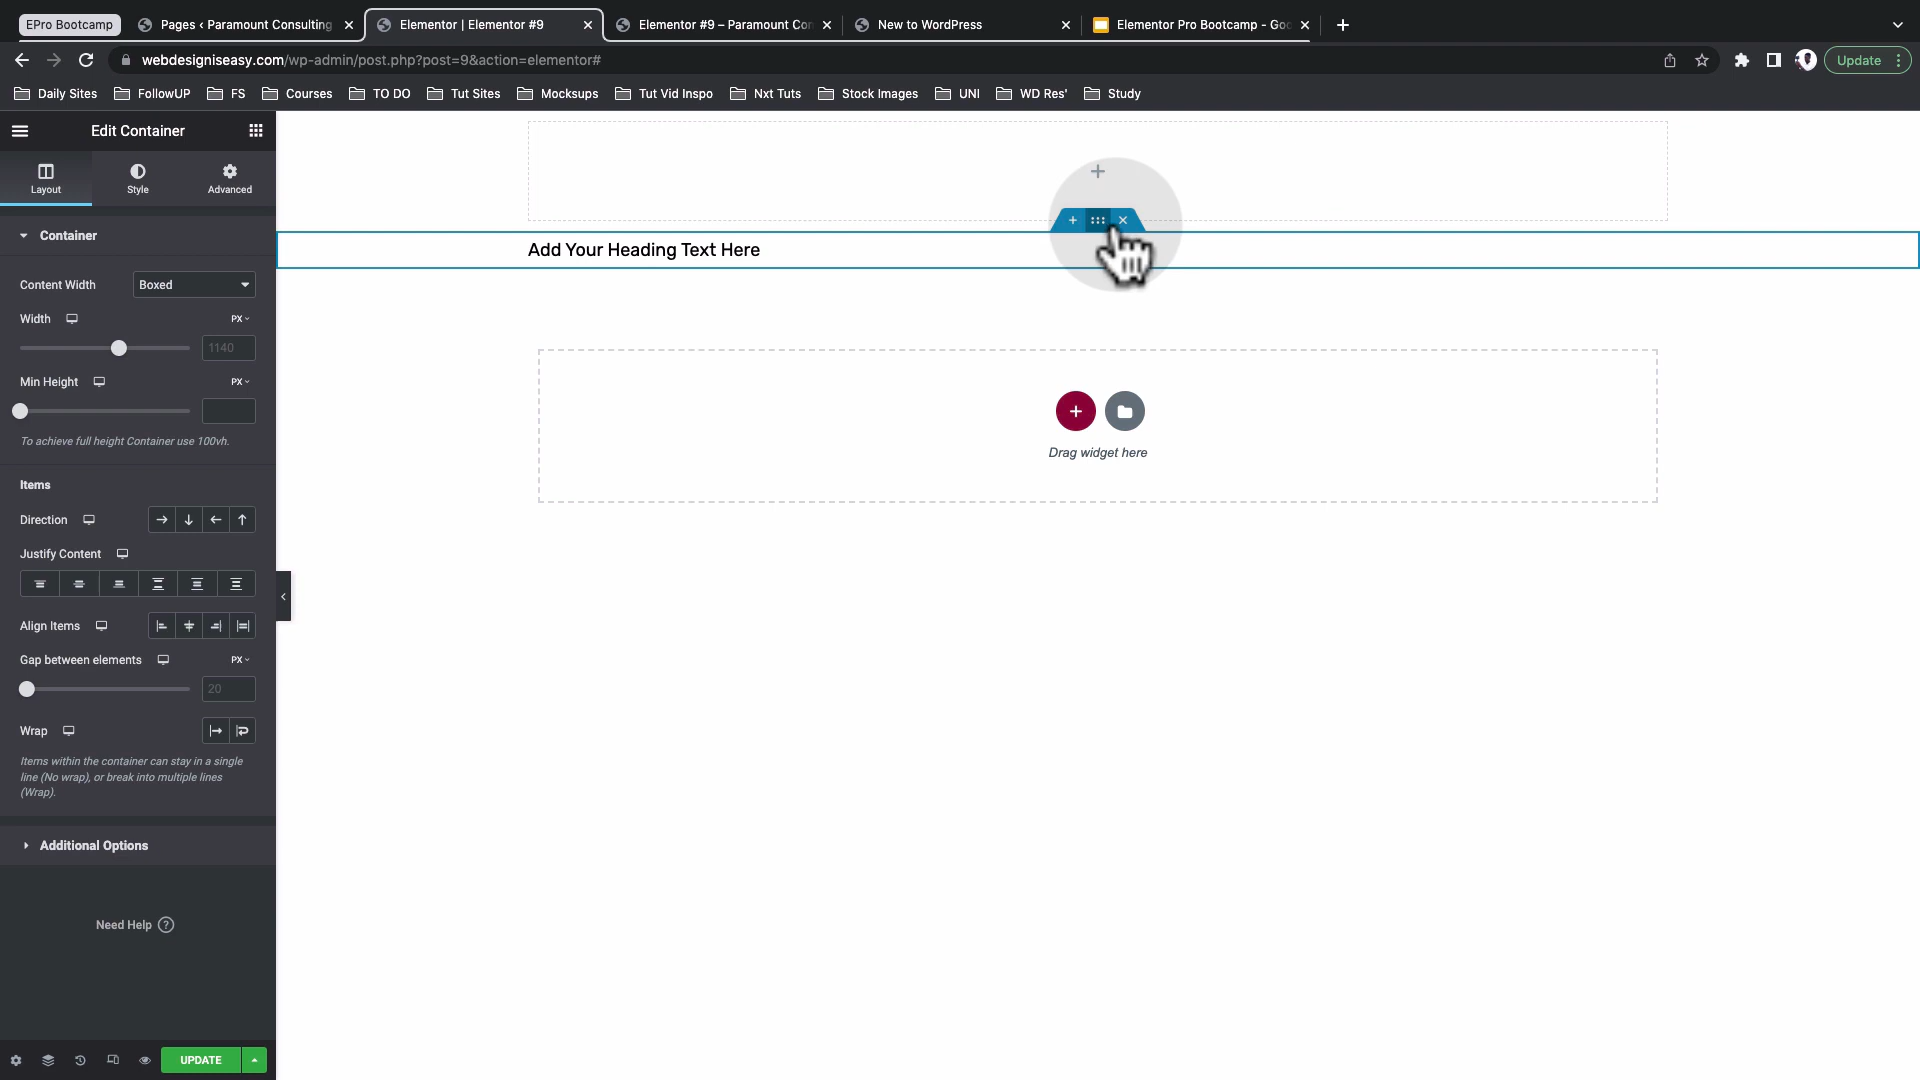 EPro Bootcamp
Pages ‹ Paramount Consulting
Elementor | Elementor #9
Elementor #9 – Paramount Con
New to WordPress
Elementor Pro Bootcamp - Goo
webdesigniseasy.com/wp-admin/post.php?post=9&action=elementor#
Update
Daily Sites
FollowUP
FS
Courses
TO DO
Tut Sites
Mocksups
Tut Vid Inspo
Nxt Tuts
Stock Images
UNI
WD Res'
Study
Edit Container
Layout
Style
Advanced
Container
Content Width
Boxed
Width
PX
1140
Min Height
PX
To achieve full height Container use 100vh.
Items
Direction
Justify Content
Align Items
Gap between elements
PX
20
Wrap
Items within the container can stay in a single
line (No wrap), or break into multiple lines
(Wrap).
Additional Options
Need Help ?
UPDATE
Add Your Heading Text Here
Drag widget here